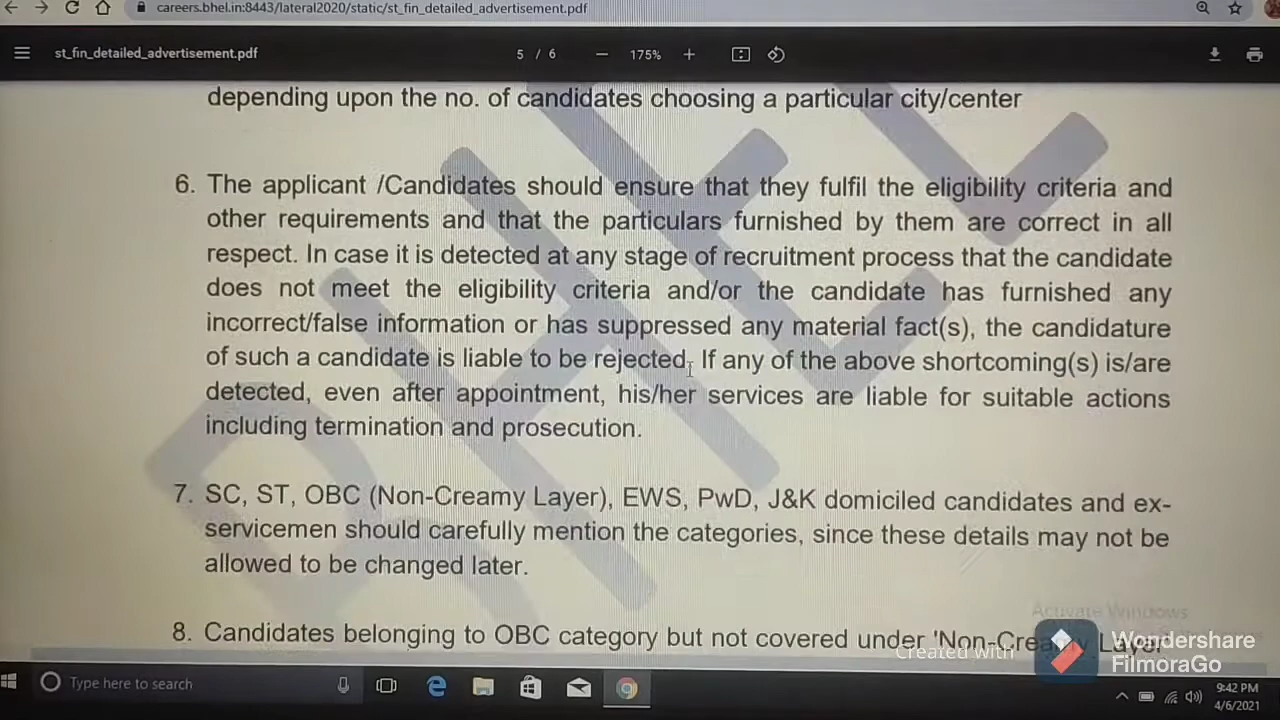 careers.bhel.in:8443/lateral2020/static/st_fin_detailed_advertisement.pdf
st_fin_detailed_advertisement.pdf
5 / 6
175%
depending upon the no. of candidates choosing a particular city/center
6. The applicant /Candidates should ensure that they fulfil the eligibility criteria and
other requirements and that the particulars furnished by them are correct in all
respect. In case it is detected at any stage of recruitment process that the candidate
does not meet the eligibility criteria and/or the candidate has furnished any
incorrect/false information or has suppressed any material fact(s), the candidature
of such a candidate is liable to be rejected. If any of the above shortcoming(s) is/are
detected, even after appointment, his/her services are liable for suitable actions
including termination and prosecution.
7. SC, ST, OBC (Non-Creamy Layer), EWS, PwD, J&K domiciled candidates and ex-
servicemen should carefully mention the categories, since these details may not be
allowed to be changed later.
Activate Windows
8. Candidates belonging to OBC category but not covered under 'Non-Creamy Layer'
Created with
Wondershare
FilmoraGo
Type here to search
9:42 PM
4/6/2021
BHEL